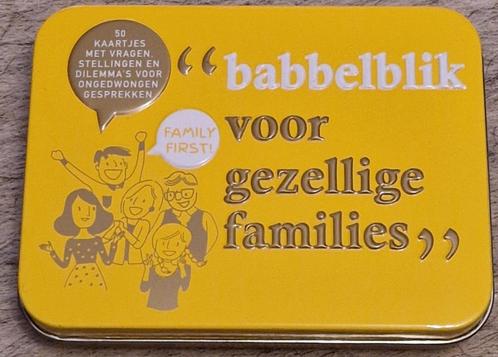 50
KAARTJES
MET VRAGEN,
STELLINGEN EN
DILEMMA'S VOOR
ONGEDWONGEN
GESPREKKEN
FAMILY
FIRST!
“babbelblik
voor
gezellige
families”